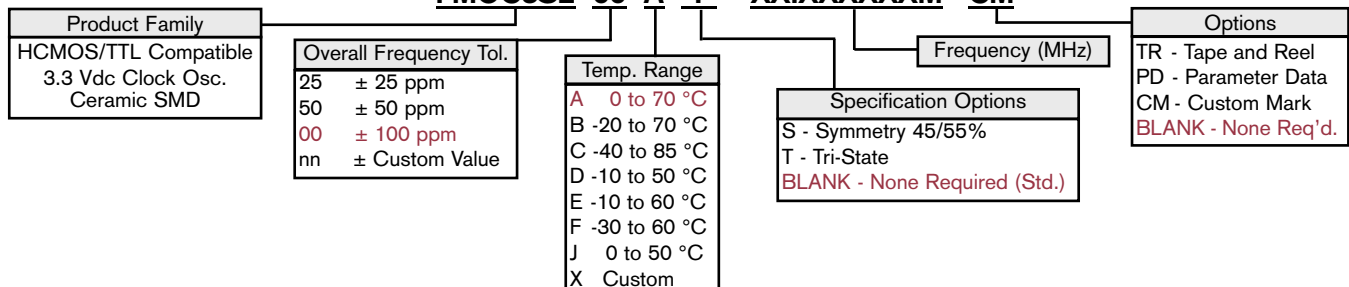 Product Family
HCMOS/TTL Compatible
3.3 Vdc Clock Osc.
Ceramic SMD
Overall Frequency Tol.
25 ± 25 ppm
50 ± 50 ppm
00 ± 100 ppm
nn ± Custom Value
Temp. Range
A 0 to 70 °C
B -20 to 70 °C
C -40 to 85 °C
D -10 to 50 °C
E -10 to 60 °C
F -30 to 60 °C
J 0 to 50 °C
X Custom
Specification Options
S - Symmetry 45/55%
T - Tri-State
BLANK - None Required (Std.)
Frequency (MHz)
Options
TR - Tape and Reel
PD - Parameter Data
CM - Custom Mark
BLANK - None Req'd.